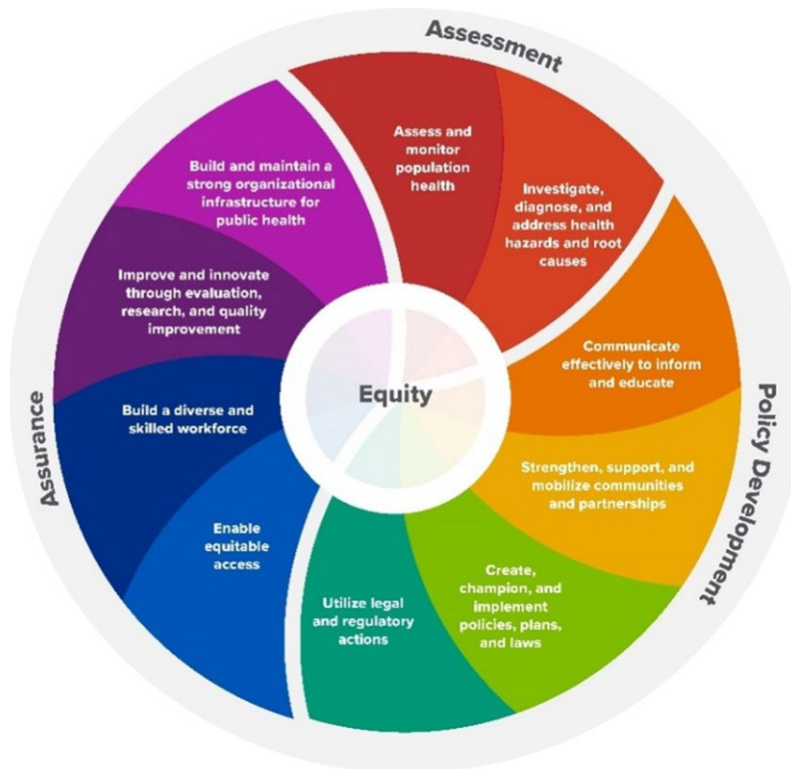 Assessment
Assess and
monitor
population
health
Investigate,
diagnose, and
address health
hazards and root
causes
Policy Development
Communicate
effectively to inform
and educate
Strengthen, support, and
mobilize communities
and partnerships
Create,
champion, and
implement
policies, plans,
and laws
Utilize legal
and regulatory
actions
Assurance
Enable
equitable
access
Build a diverse and
skilled workforce
Improve and innovate
through evaluation,
research, and quality
improvement
Build and maintain a
strong organizational
infrastructure for
public health
Equity